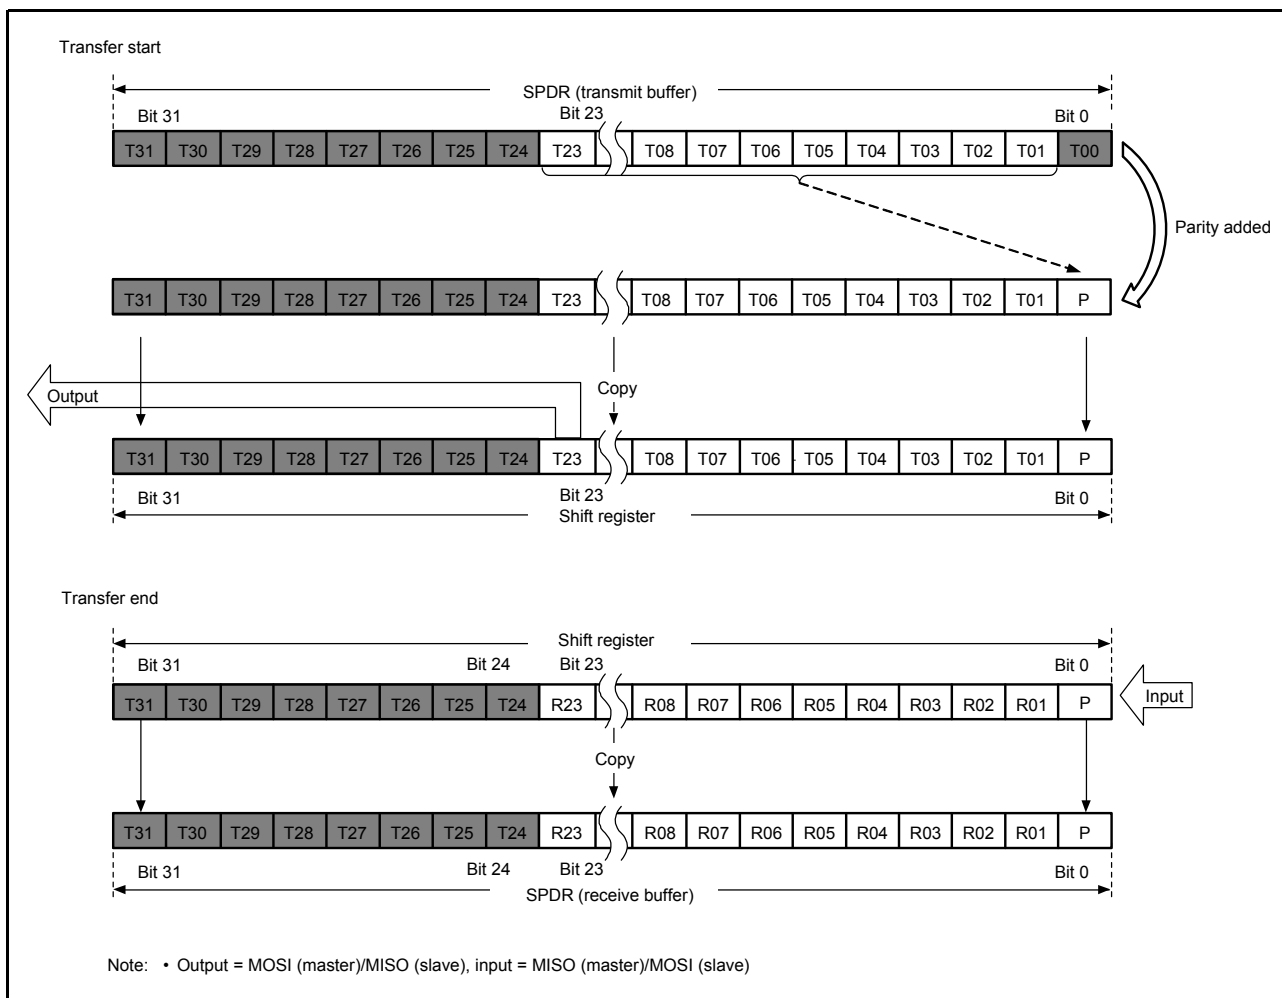 Transfer start
SPDR (transmit buffer)
Bit 31 Bit 23 Bit 0
T31 T30 T29 T28 T27 T26 T25 T24 T23 T08 T07 T06 T05 T04 T03 T02 T01 T00
Parity added
T31 T30 T29 T28 T27 T26 T25 T24 T23 T08 T07 T06 T05 T04 T03 T02 T01 P
Output Copy
T31 T30 T29 T28 T27 T26 T25 T24 T23 T08 T07 T06 T05 T04 T03 T02 T01 P
Bit 31 Bit 23 Bit 0
Shift register
Transfer end
Shift register
Bit 31 Bit 24 Bit 23 Bit 0
T31 T30 T29 T28 T27 T26 T25 T24 R23 R08 R07 R06 R05 R04 R03 R02 R01 P Input
Copy
T31 T30 T29 T28 T27 T26 T25 T24 R23 R08 R07 R06 R05 R04 R03 R02 R01 P
Bit 31 Bit 24 Bit 23 Bit 0
SPDR (receive buffer)
Note: • Output = MOSI (master)/MISO (slave), input = MISO (master)/MOSI (slave)